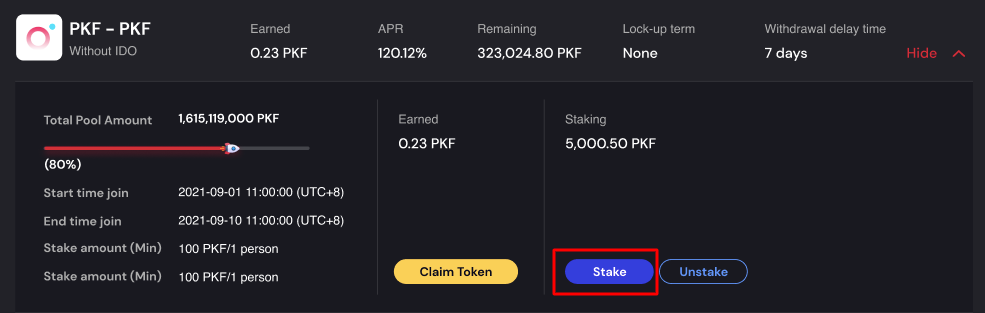 PKF - PKF
Without IDO
Earned
0.23 PKF
APR
120.12%
Remaining
323,024.80 PKF
Lock-up term
None
Withdrawal delay time
7 days
Hide
Total Pool Amount 1,615,119,000 PKF
(80%)
Start time join 2021-09-01 11:00:00 (UTC+8)
End time join 2021-09-10 11:00:00 (UTC+8)
Stake amount (Min) 100 PKF/1 person
Stake amount (Min) 100 PKF/1 person
Earned
0.23 PKF
Claim Token
Staking
5,000.50 PKF
Stake Unstake